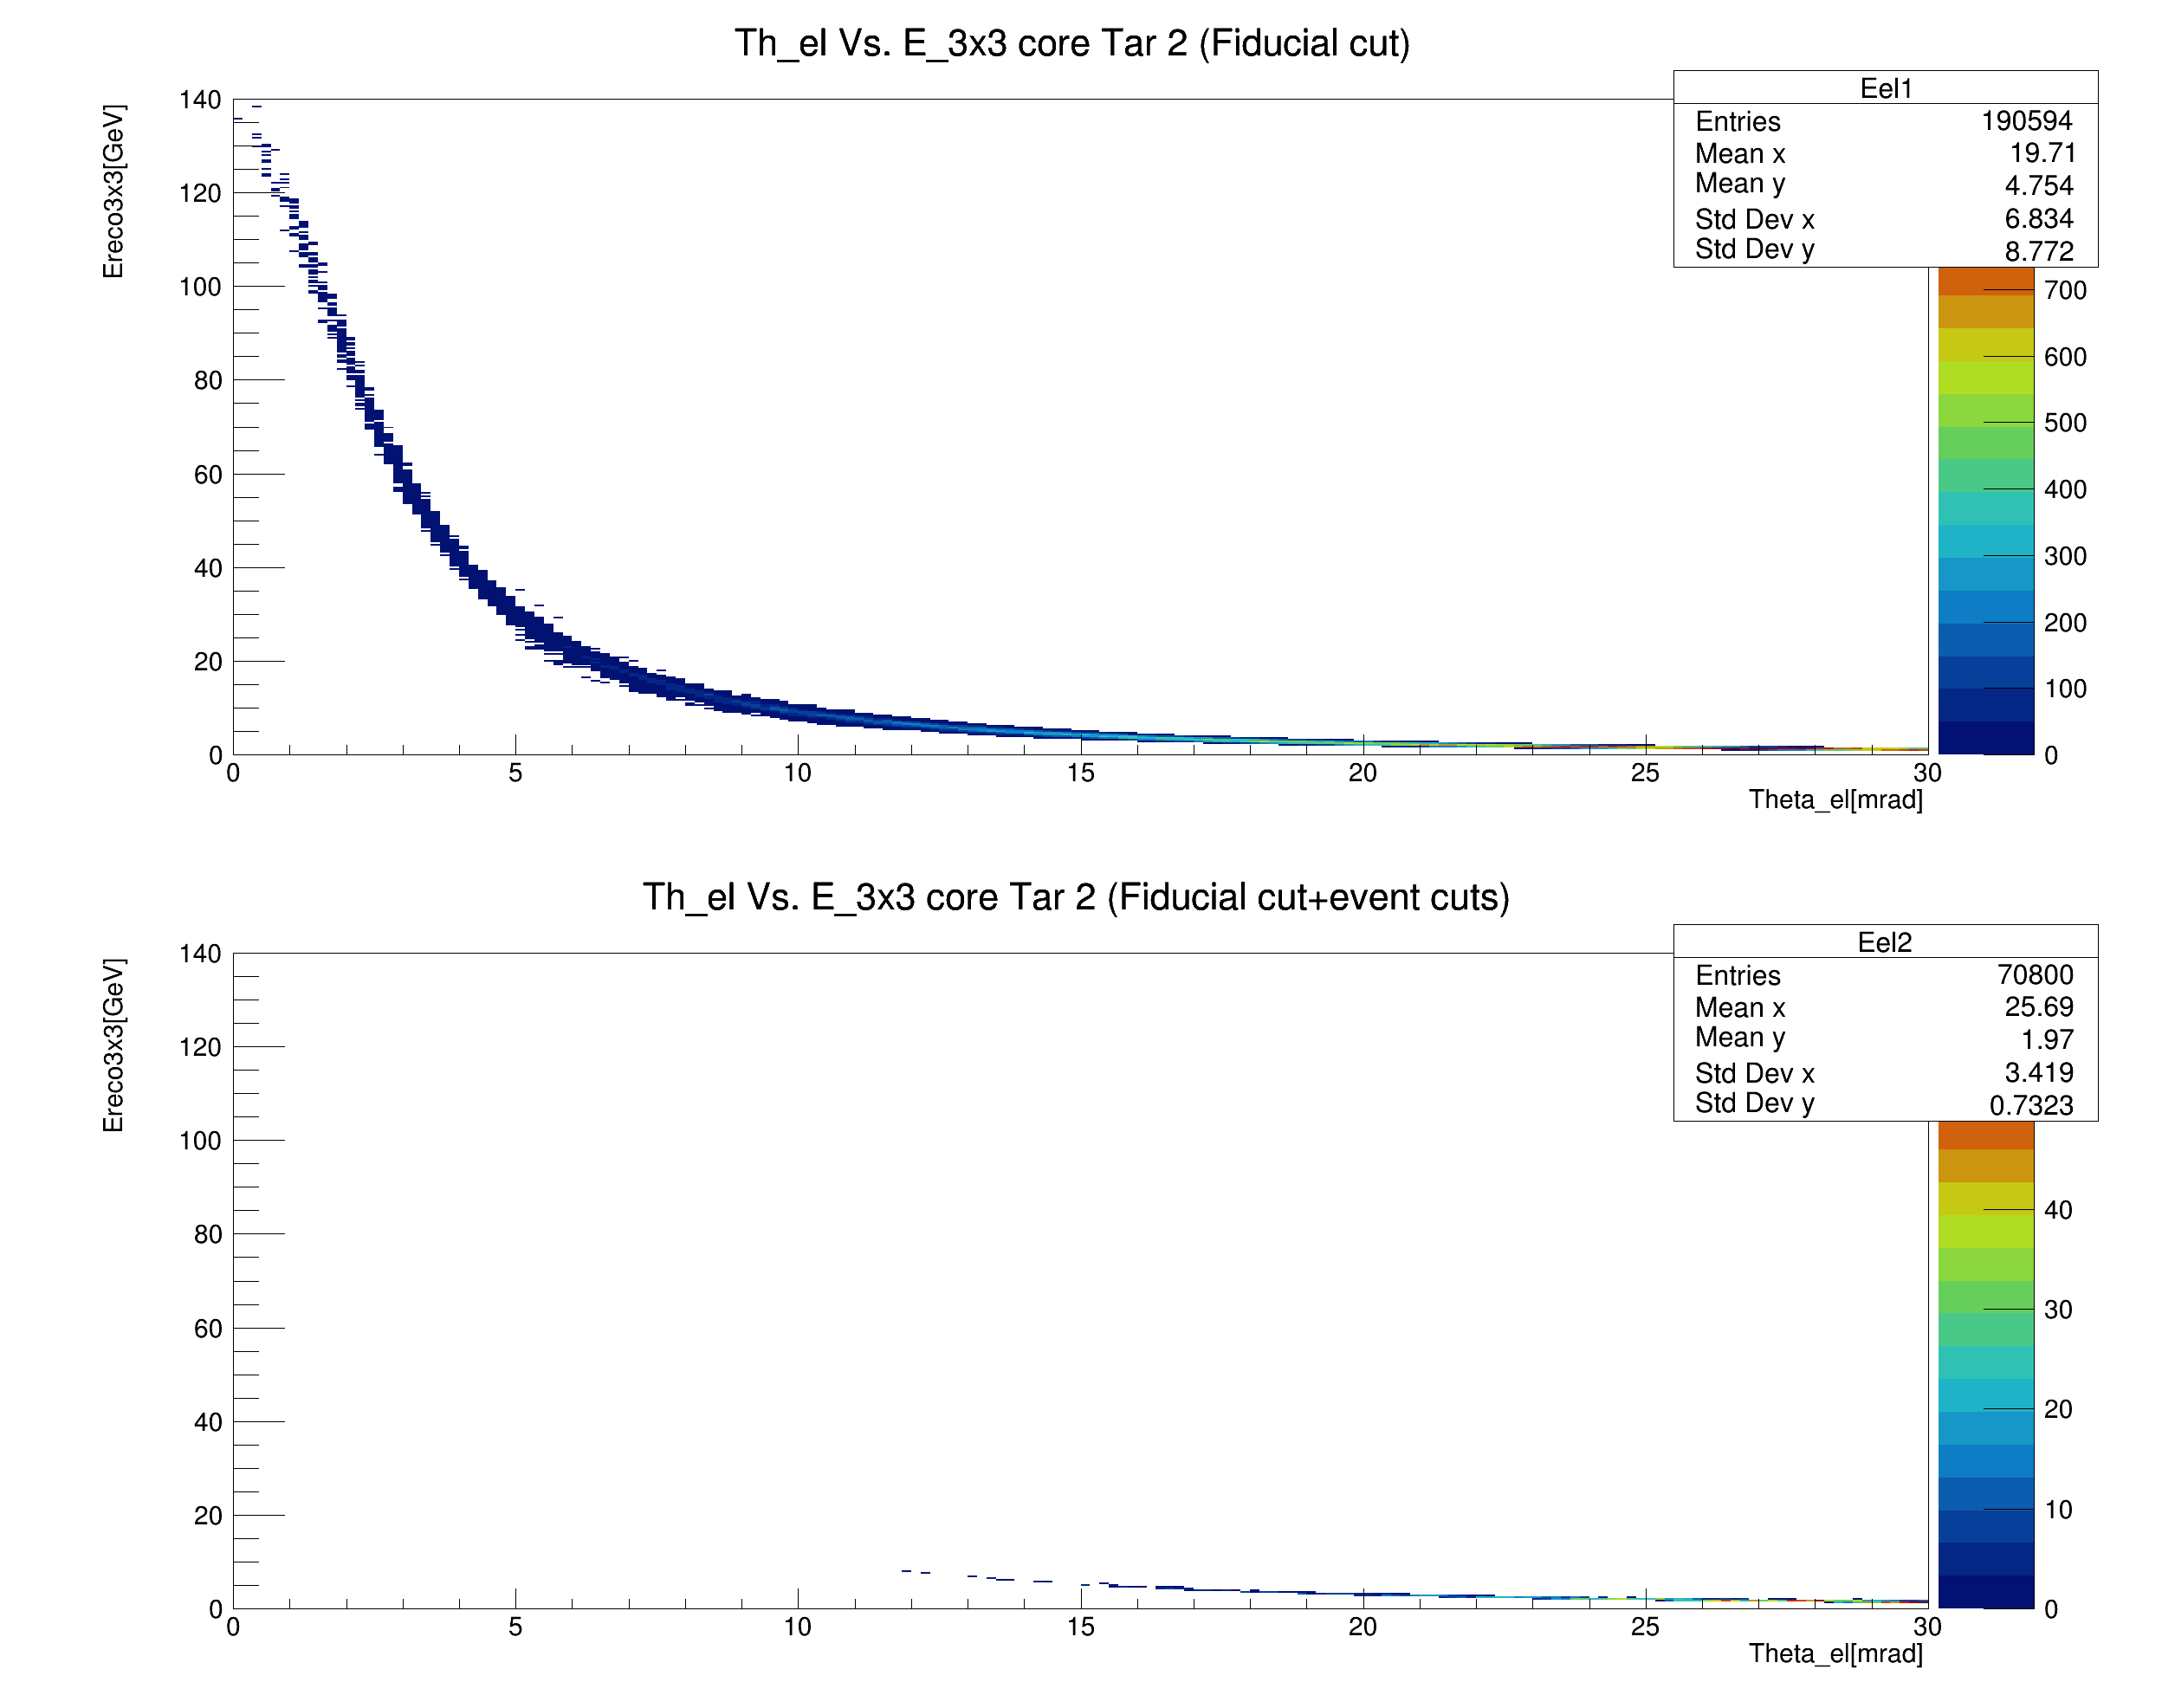 Th_el Vs. E_3x3 core Tar 2 (Fiducial cut)
Eel1
Entries 190594
Mean x 19.71
Mean y 4.754
Std Dev x 6.834
Std Dev y 8.772
Ereco3x3[GeV]
140
120
100
80
60
40
20
0
0 5 10 15 20 25 30
Theta_el[mrad]
700
600
500
400
300
200
100
0
Th_el Vs. E_3x3 core Tar 2 (Fiducial cut+event cuts)
Eel2
Entries 70800
Mean x 25.69
Mean y 1.97
Std Dev x 3.419
Std Dev y 0.7323
Ereco3x3[GeV]
140
120
100
80
60
40
20
0
0 5 10 15 20 25 30
Theta_el[mrad]
40
30
20
10
0